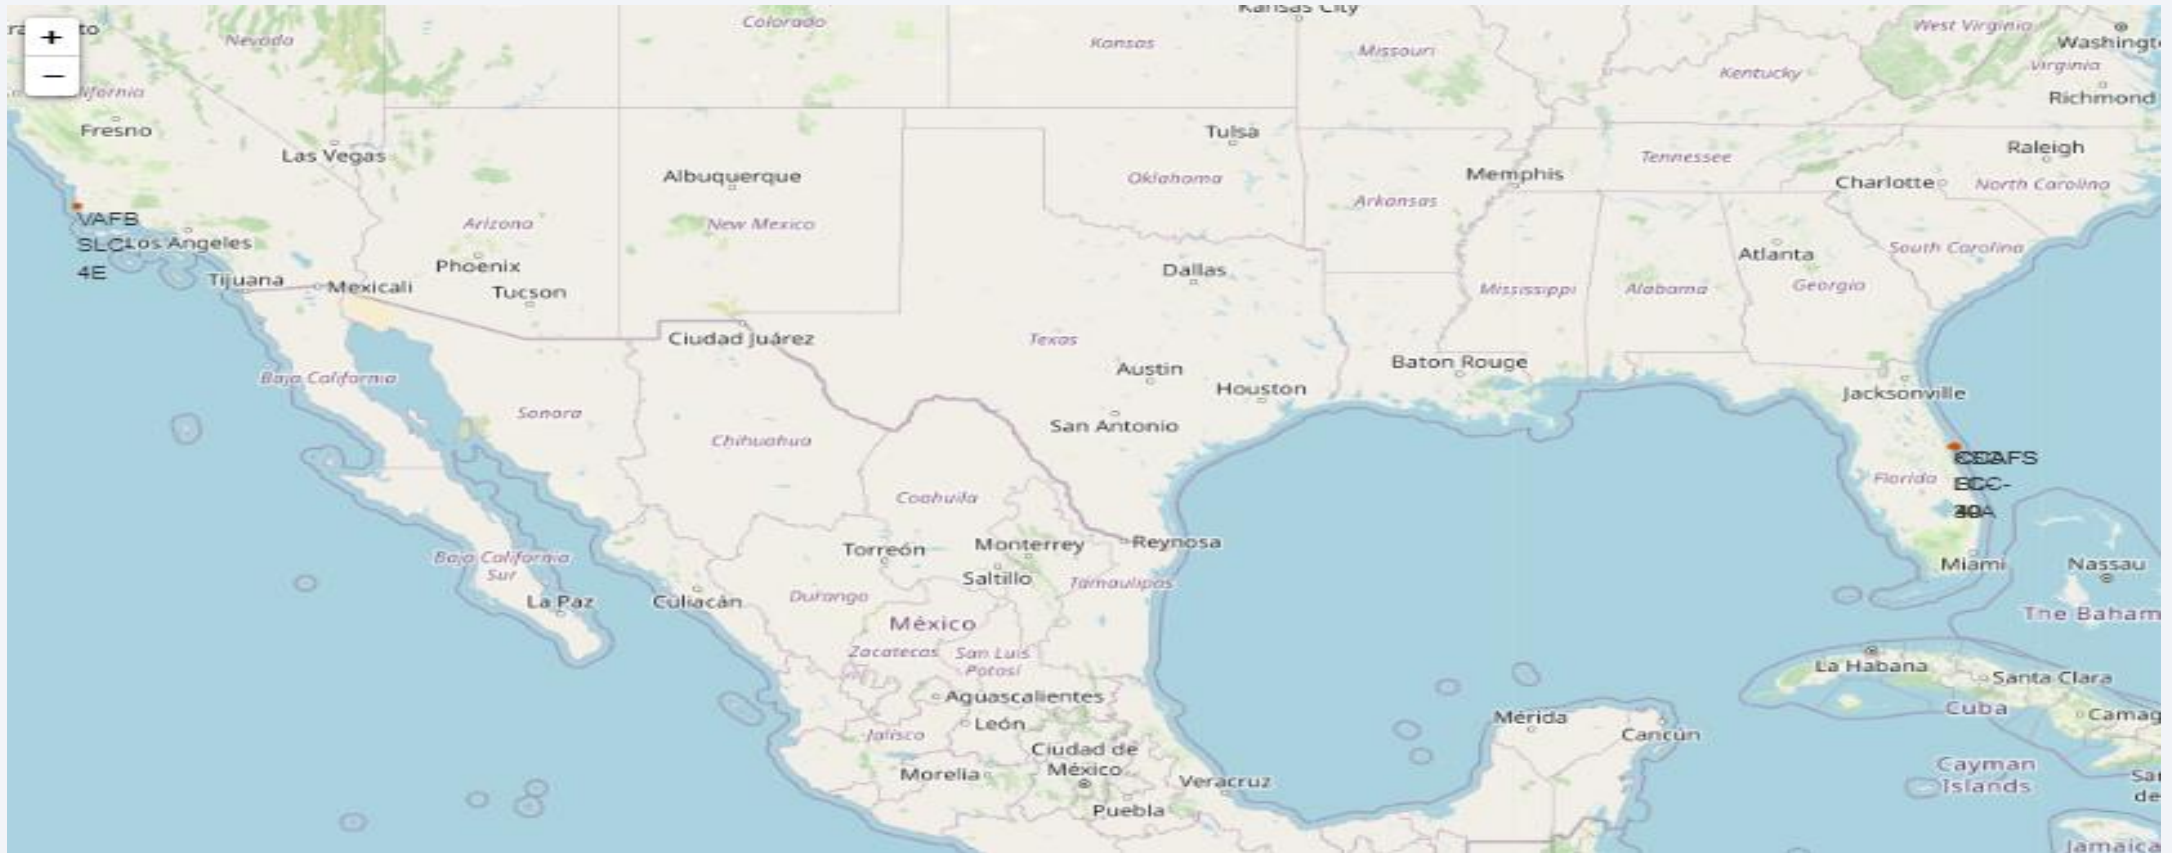 +
−
Nevada
Colorado
Kansas City
Kansas
Missouri
West Virginia
Kentucky
Virginia
Richmond
Fresno
Las Vegas
Albuquerque
Tulsa
Oklahoma
Memphis
Tennessee
Raleigh
Charlotte
North Carolina
Arkansas
Arizona
New Mexico
VAFB
SLC-
4E
Los Angeles
Phoenix
Tucson
Tijuana
Mexicali
Dallas
Mississippi
Alabama
Atlanta
Georgia
South Carolina
Ciudad Juárez
Texas
Austin
Houston
San Antonio
Baton Rouge
Jacksonville
Baja California
Sonora
Chihuahua
Coahuila
Florida
Miami
Nassau
Baja California
Sur
La Paz
Culiacán
Torreón
Monterrey
Saltillo
Reynosa
Tamaulipas
Durango
México
Zacatecas
San Luis
Potosí
The Baham
La Habana
Santa Clara
Cuba
Camag
Aguascalientes
León
Jalisco
Ciudad de
México
Morelia
Veracruz
Puebla
Mérida
Cancún
Cayman
Islands
Jamaica